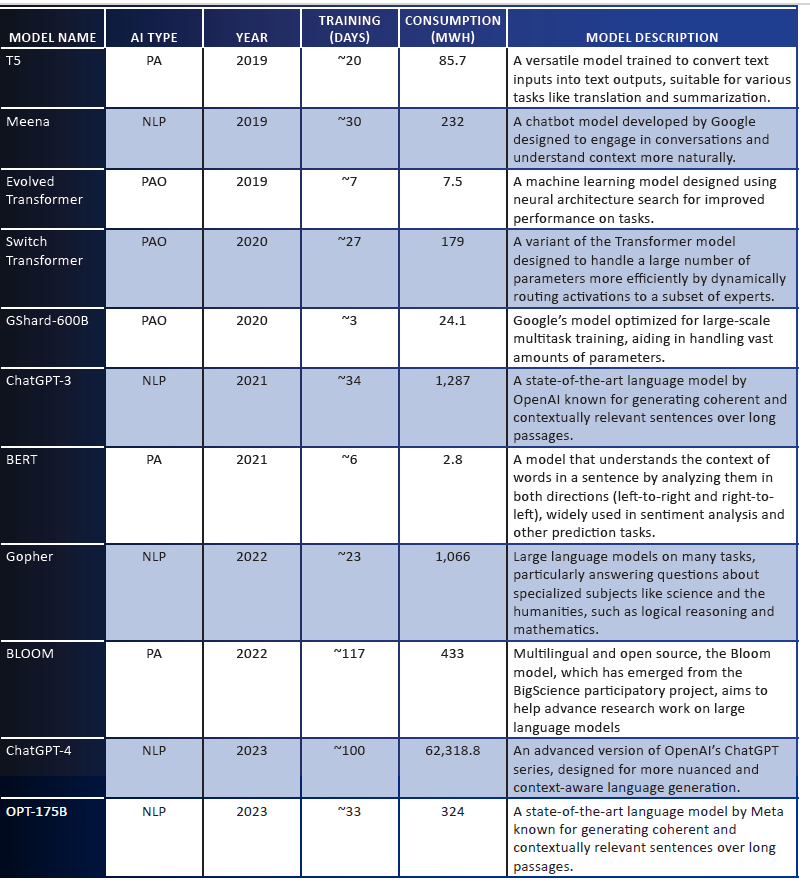 MODEL NAME AI TYPE YEAR TRAINING (DAYS) CONSUMPTION (MWH) MODEL DESCRIPTION
T5 PA 2019 ~20 85.7 A versatile model trained to convert text
inputs into text outputs, suitable for various
tasks like translation and summarization.
Meena NLP 2019 ~30 232 A chatbot model developed by Google
designed to engage in conversations and
understand context more naturally.
Evolved PAO 2019 ~7 7.5 A machine learning model designed using
Transformer neural architecture search for improved
performance on tasks.
Switch PAO 2020 ~27 179 A variant of the Transformer model
Transformer designed to handle a large number of
parameters more efficiently by dynamically
routing activations to a subset of experts.
GShard-600B PAO 2020 ~3 24.1 Google’s model optimized for large-scale
multitask training, aiding in handling vast
amounts of parameters.
ChatGPT-3 NLP 2021 ~34 1,287 A state-of-the-art language model by
OpenAI known for generating coherent and
contextually relevant sentences over long
passages.
BERT PA 2021 ~6 2.8 A model that understands the context of
words in a sentence by analyzing them in
both directions (left-to-right and right-to-
left), widely used in sentiment analysis and
other prediction tasks.
Gopher NLP 2022 ~23 1,066 Large language models on many tasks,
particularly answering questions about
specialized subjects like science and the
humanities, such as logical reasoning and
mathematics.
BLOOM PA 2022 ~117 433 Multilingual and open source, the Bloom
model, which has emerged from the
BigScience participatory project, aims to
help advance research work on large
language models
ChatGPT-4 NLP 2023 ~100 62,318.8 An advanced version of OpenAI’s ChatGPT
series, designed for more nuanced and
context-aware language generation.
OPT-175B NLP 2023 ~33 324 A state-of-the-art language model by Meta
known for generating coherent and
contextually relevant sentences over long
passages.